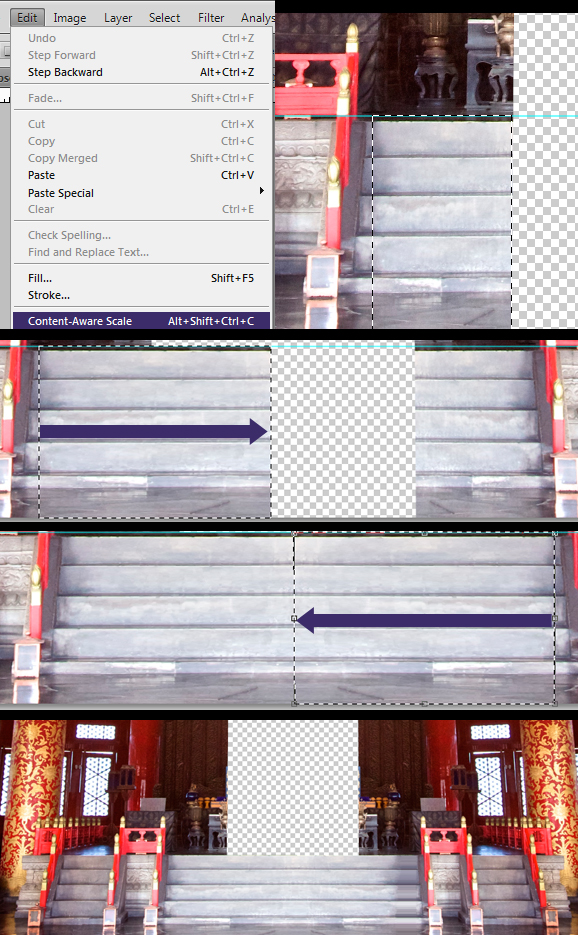 Edit Image Layer Select Filter Analys
Undo Ctrl+Z
Step Forward Shift+Ctrl+Z
Step Backward Alt+Ctrl+Z
Fade... Shift+Ctrl+F
Cut Ctrl+X
Copy Ctrl+C
Copy Merged Shift+Ctrl+C
Paste Ctrl+V
Paste Special
Clear Ctrl+E
Check Spelling...
Find and Replace Text...
Fill... Shift+F5
Stroke...
Content-Aware Scale Alt+Shift+Ctrl+C